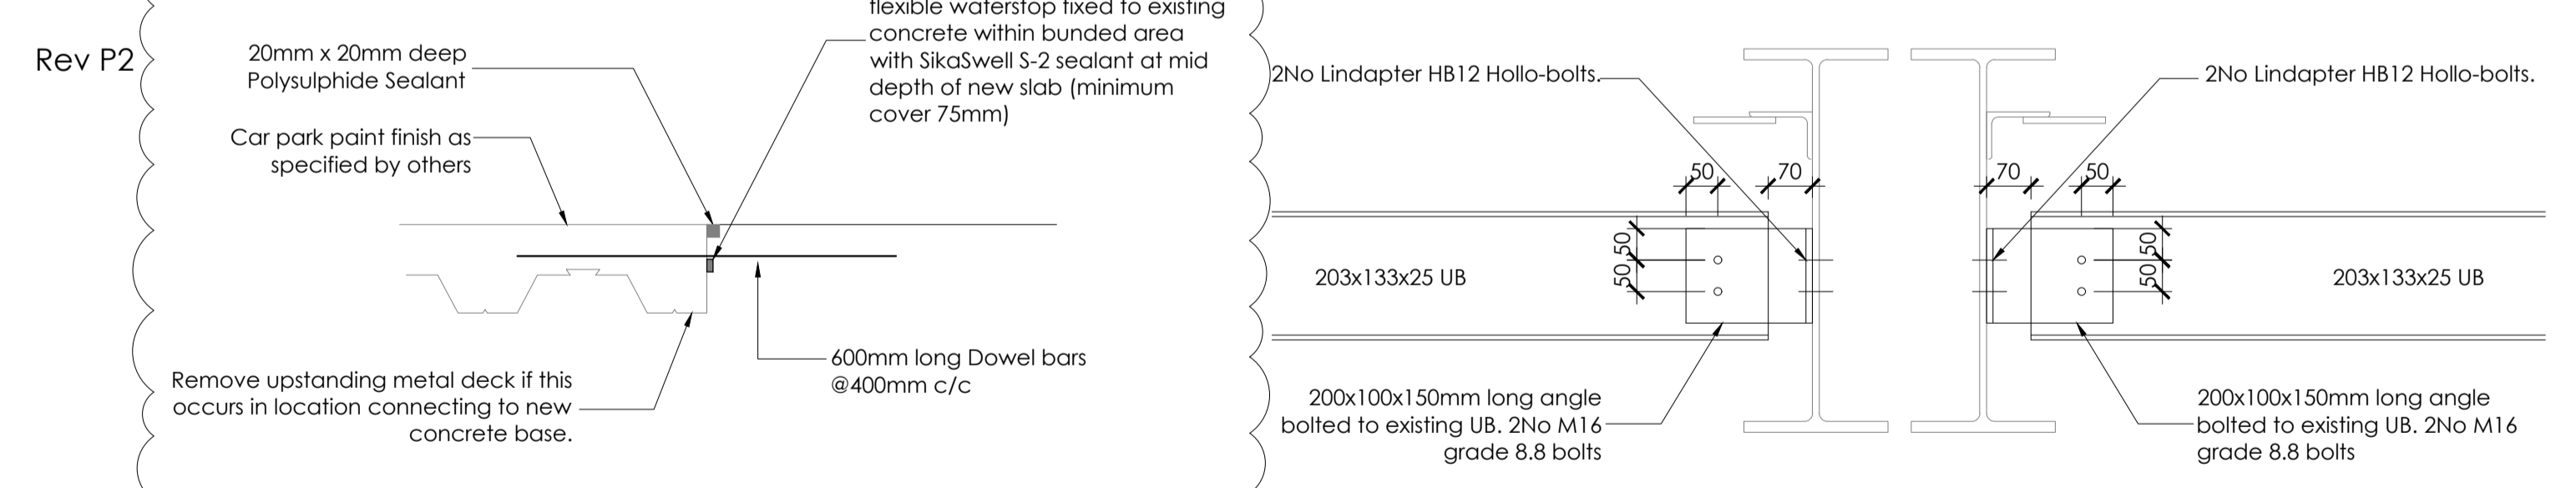 Rev P2
20mm x 20mm deep
Polysulphide Sealant
Car park paint finish as
specified by others
flexible waterstop fixed to existing
concrete within bunded area
with SikaSwell S-2 sealant at mid
depth of new slab (minimum
cover 75mm)
Remove upstanding metal deck if this
occurs in location connecting to new
concrete base.
600mm long Dowel bars
@400mm c/c
2No Lindapter HB12 Hollo-bolts.
50
70
50
50
203x133x25 UB
200x100x150mm long angle
bolted to existing UB. 2No M16
grade 8.8 bolts
2No Lindapter HB12 Hollo-bolts.
70
50
50
50
203x133x25 UB
200x100x150mm long angle
bolted to existing UB. 2No M16
grade 8.8 bolts